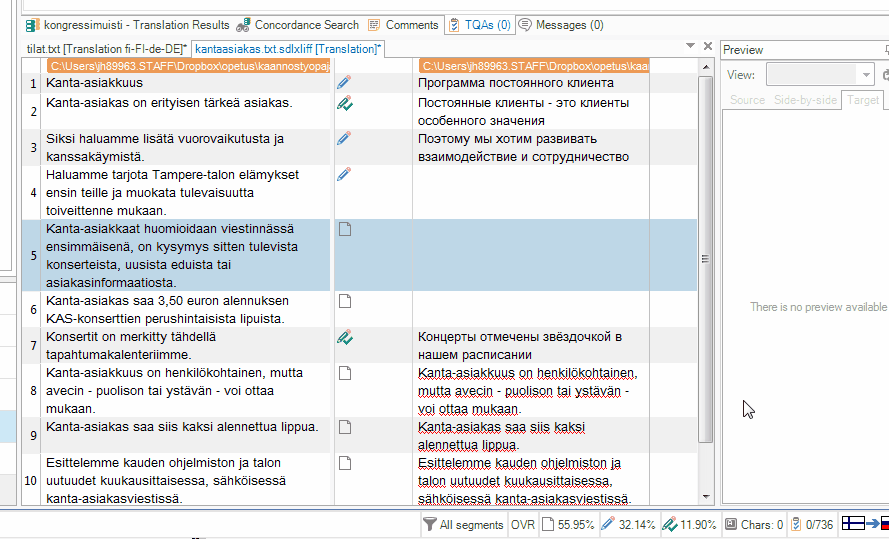 kongressimuisti - Translation Results Concordance Search Comments TQAs (0) Messages (0)
tilat.txt [Translation fi-FI-de-DE]* kantaasiakas.txt.sdlxliff [Translation]*
Preview
C:\Users\jh89963.STAFF\Dropbox\opetus\kaannostyopaj
C:\Users\jh89963.STAFF\Dropbox\opetus\kaa
View:
Source Side-by-side Target
There is no preview available
1 Kanta-asiakkuus
Программа постоянного клиента
2 Kanta-asiakas on erityisen tärkeä asiakas.
Постоянные клиенты - это клиенты
особенного значения
3 Siksi haluamme lisätä vuorovaikutusta ja
kanssakäymistä.
Поэтому мы хотим развивать
взаимодействие и сотрудничество
4 Haluamme tarjota Tampere-talon elämykset
ensin teille ja muokata tulevaisuutta
toiveittenne mukaan.
5 Kanta-asiakkaat huomioidaan viestinnässä
ensimmäisenä, on kysymys sitten tulevista
konserteista, uusista eduista tai
asiakasinformaatiosta.
6 Kanta-asiakas saa 3,50 euron alennuksen
KAS-konserttien perushintaisista lipuista.
7 Konsertit on merkitty tähdellä
tapahtumakalenteriimme.
Концерты отмечены звёздочкой в
нашем расписании
8 Kanta-asiakkuus on henkilökohtainen, mutta
avecin - puolison tai ystävän - voi ottaa
mukaan.
Kanta-asiakkuus on henkilökohtainen,
mutta avecin - puolison tai ystävän -
voi ottaa mukaan.
9 Kanta-asiakas saa siis kaksi alennettua lippua.
Kanta-asiakas saa siis kaksi
alennettua lippua.
10 Esittelemme kauden ohjelmiston ja talon
uutuudet kuukausittaisessa, sähköisessä
kanta-asiakasviestissä.
Esittelemme kauden ohjelmiston ja
talon uutuudet kuukausittaisessa,
sähköisessä kanta-asiakasviestissä.
All segments OVR 55.95% 32.14% 11.90% Chars: 0 0/736